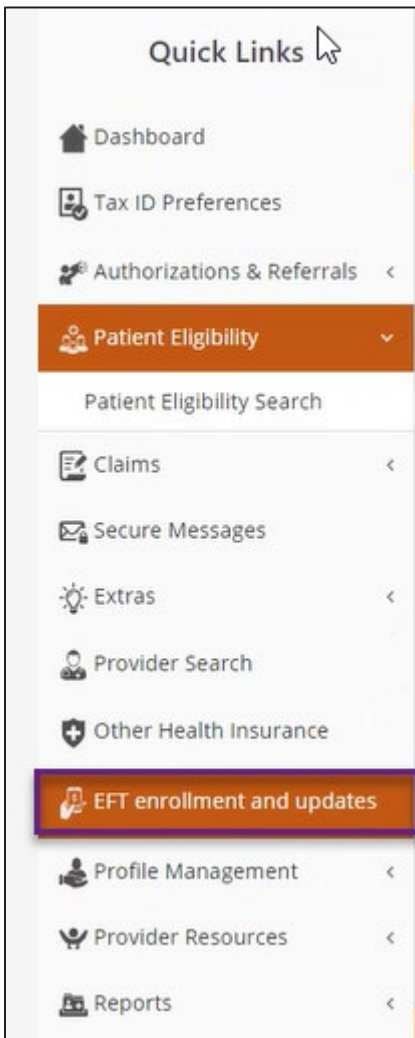 Quick Links
Dashboard
Tax ID Preferences
Authorizations & Referrals
Patient Eligibility
Patient Eligibility Search
Claims
Secure Messages
Extras
Provider Search
Other Health Insurance
EFT enrollment and updates
Profile Management
Provider Resources
Reports